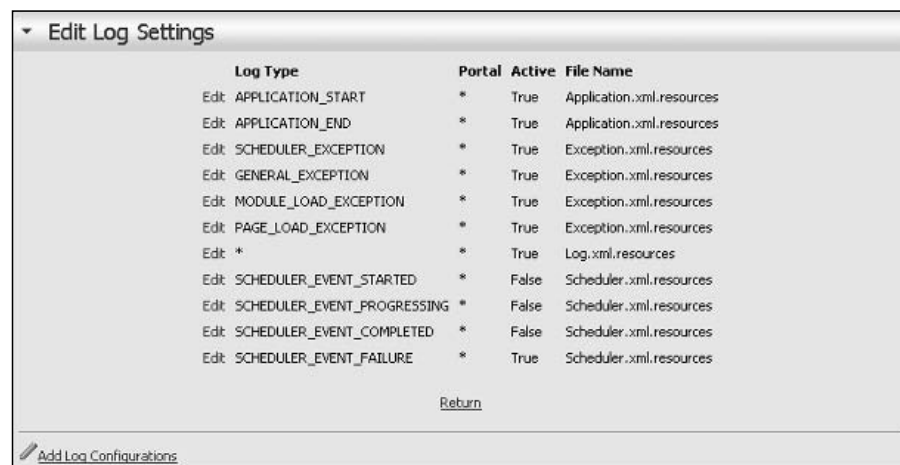 Edit Log Settings
Log Type Portal Active File Name
Edit APPLICATION_START * True Application.xml.resources
Edit APPLICATION_END * True Application.xml.resources
Edit SCHEDULER_EXCEPTION * True Exception.xml.resources
Edit GENERAL_EXCEPTION * True Exception.xml.resources
Edit MODULE_LOAD_EXCEPTION * True Exception.xml.resources
Edit PAGE_LOAD_EXCEPTION * True Exception.xml.resources
Edit * * True Log.xml.resources
Edit SCHEDULER_EVENT_STARTED * False Scheduler.xml.resources
Edit SCHEDULER_EVENT_PROGRESSING * False Scheduler.xml.resources
Edit SCHEDULER_EVENT_COMPLETED * False Scheduler.xml.resources
Edit SCHEDULER_EVENT_FAILURE * True Scheduler.xml.resources
Return
Add Log Configurations